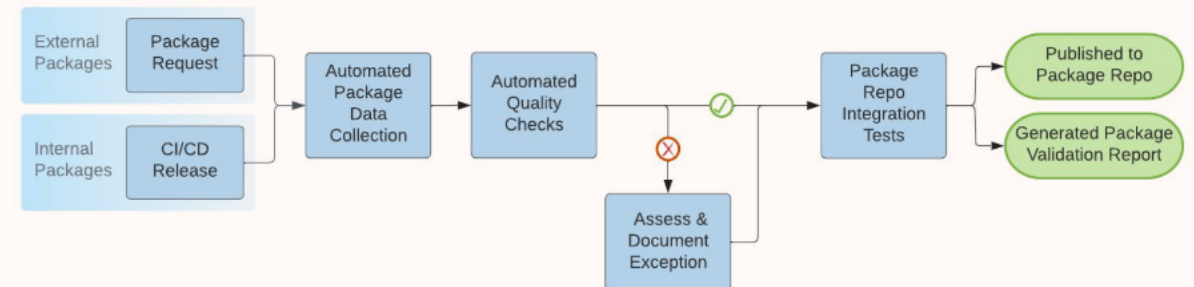 External
Packages
Package
Request
Internal
Packages
CI/CD
Release
Automated
Package
Data
Collection
Automated
Quality
Checks
Assess &
Document
Exception
Package
Repo
Integration
Tests
Published to
Package Repo
Generated Package
Validation Report